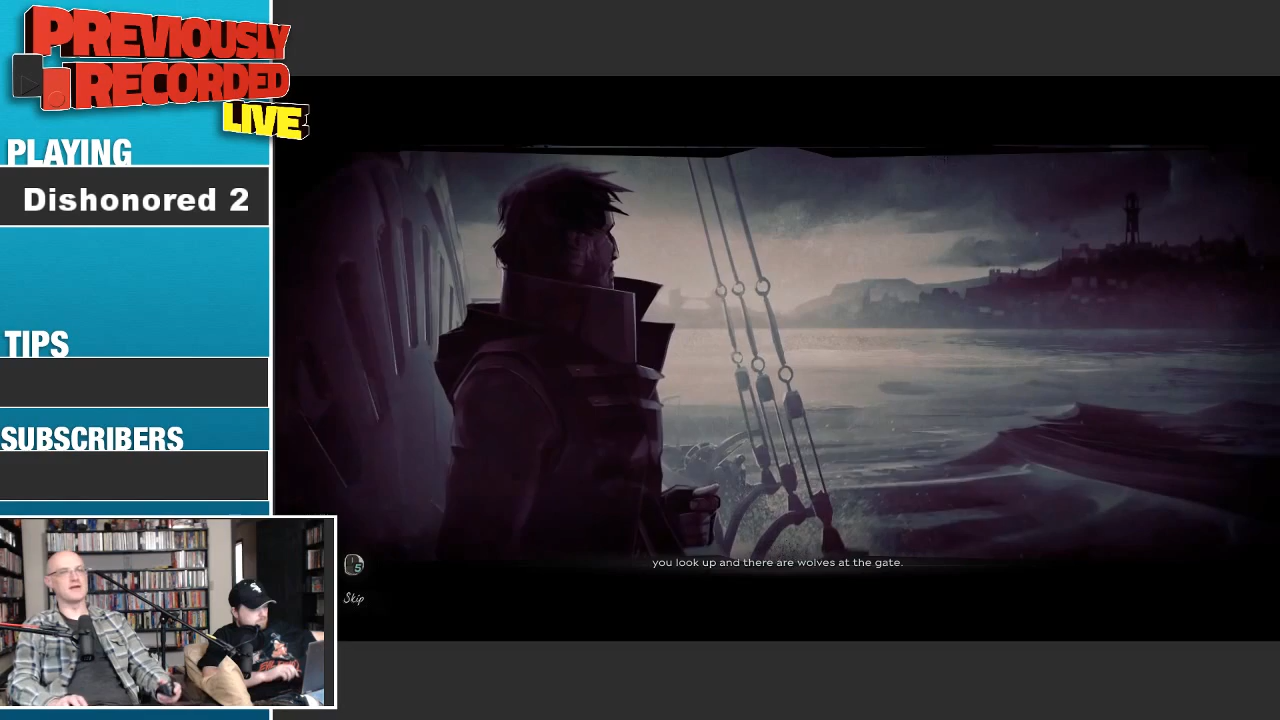 PREVIOUSLY
RECORDED
LIVE
PLAYING
Dishonored 2
TIPS
SUBSCRIBERS
you look up and there are wolves at the gate.
5
Skip